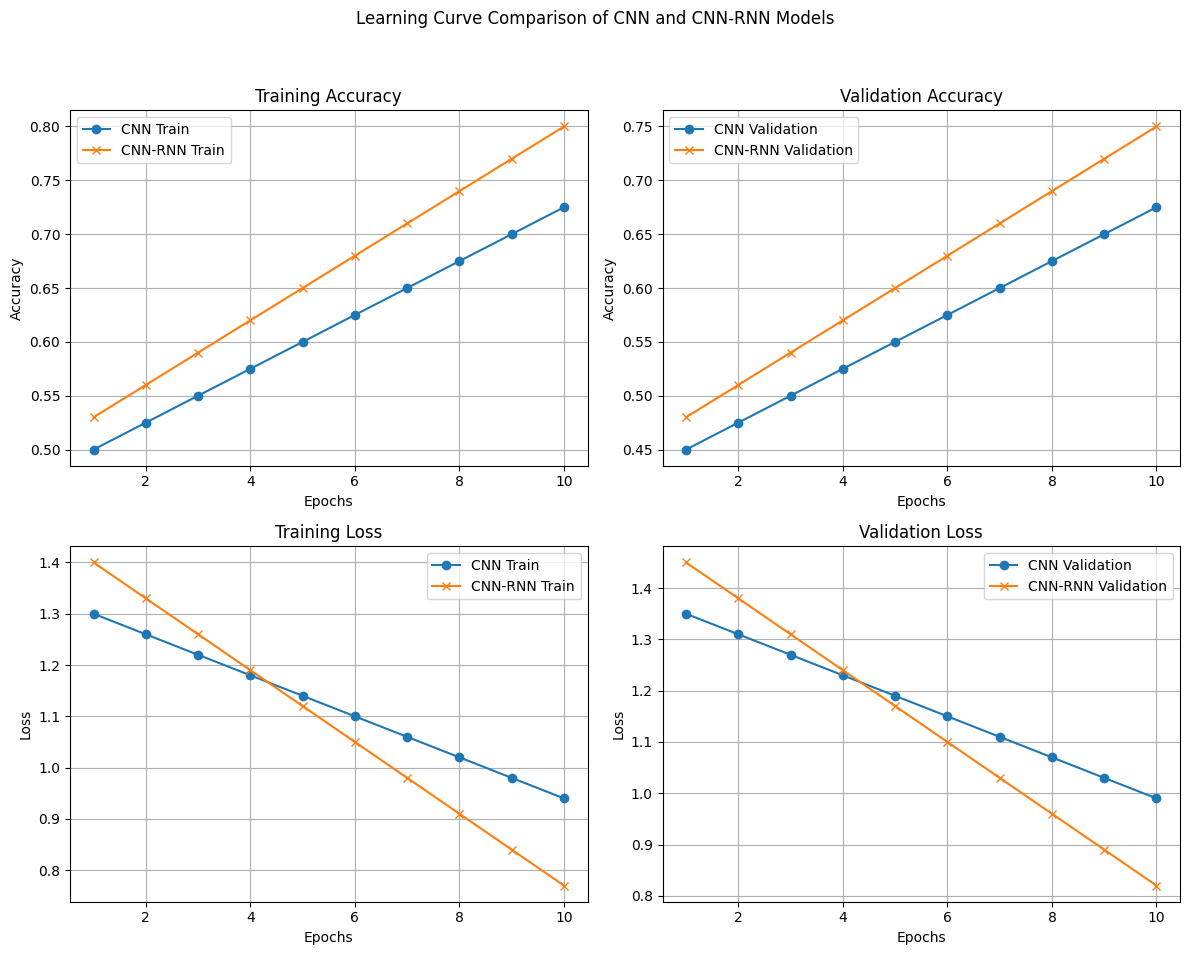 Learning Curve Comparison of CNN and CNN-RNN Models
Training Accuracy
CNN Train
CNN-RNN Train
0.80
0.75
0.70
0.65
0.60
0.55
0.50
Accuracy
2 4 6 8 10
Epochs
Validation Accuracy
CNN Validation
CNN-RNN Validation
0.75
0.70
0.65
0.60
0.55
0.50
0.45
Accuracy
2 4 6 8 10
Epochs
Training Loss
CNN Train
CNN-RNN Train
1.4
1.3
1.2
1.1
1.0
0.9
0.8
Loss
2 4 6 8 10
Epochs
Validation Loss
CNN Validation
CNN-RNN Validation
1.4
1.3
1.2
1.1
1.0
0.9
0.8
Loss
2 4 6 8 10
Epochs